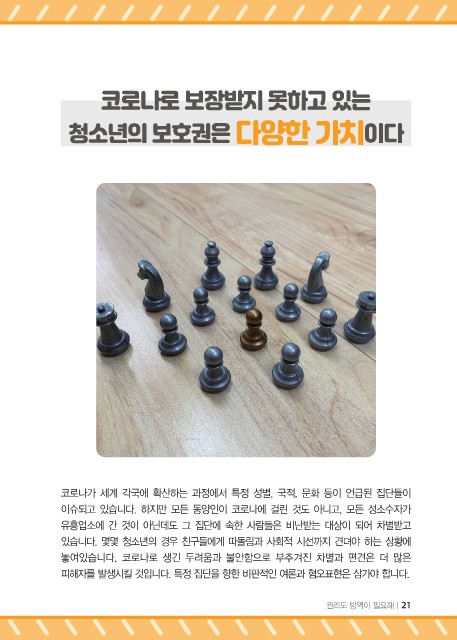 코로나로 보장받지 못하고 있는
청소년의 보호권은 다양한 가치이다
코로나가 세계 각국에 확산하는 과정에서 특정 성별, 국적, 문화 등이 언급된 집단들이
이슈되고 있습니다. 하지만 모든 동양인이 코로나에 걸린 것도 아니고, 모든 성소수자가
유흥업소에 간 것이 아닌데도 그 집단에 속한 사람들은 비난받는 대상이 되어 차별받고
있습니다. 몇몇 청소년의 경우 친구들에게 따돌림과 사회적 시선까지 견뎌야 하는 상황에
놓여있습니다. 코로나로 생긴 두려움과 불안함으로 부추겨진 차별과 편견은 더 많은
피해자를 발생시킬 것입니다. 특정 집단을 향한 비판적인 여론과 혐오표현은 삼가야 합니다.
권리도 방역이 필요해 | 21